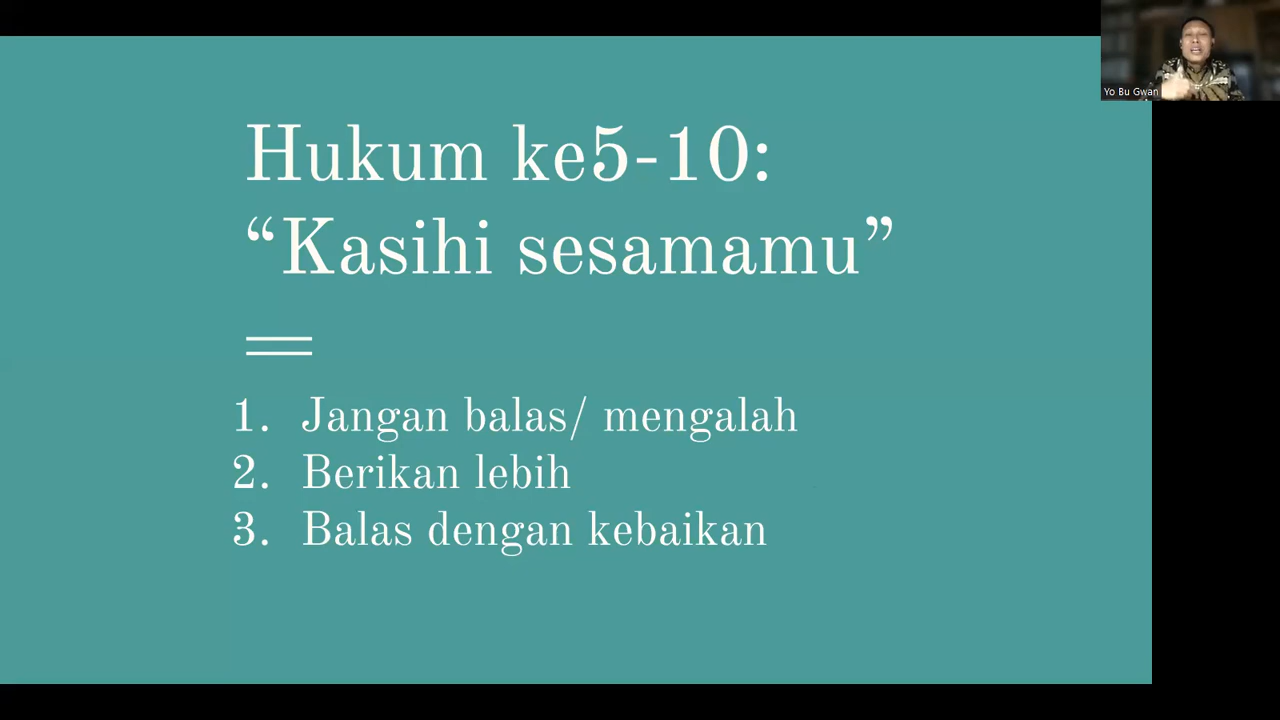 Yo Bu Gwan
Hukum ke5-10:
“Kasihi sesamamu”
1. Jangan balas/ mengalah
2. Berikan lebih
3. Balas dengan kebaikan